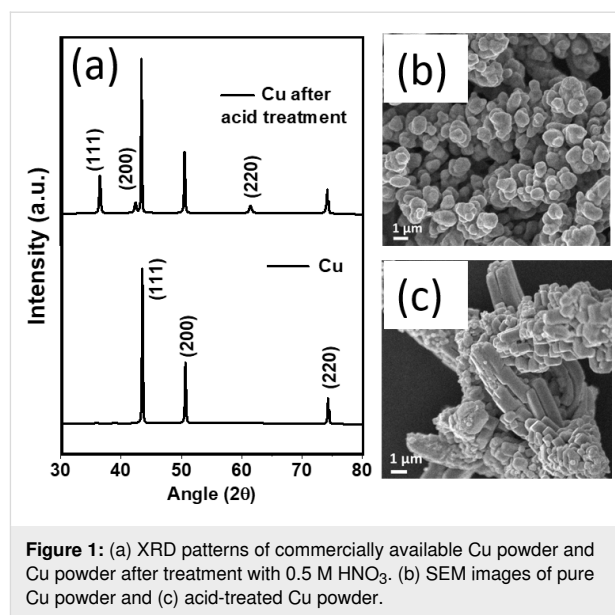 (a)
Cu after
acid treatment
(111)
(200)
(220)
Cu
(111)
(200)
(220)
Intensity (a.u.)
30 40 50 60 70 80
Angle (2θ)
(b)
1 µm
(c)
1 µm
Figure 1: (a) XRD patterns of commercially available Cu powder and
Cu powder after treatment with 0.5 M HNO₃. (b) SEM images of pure
Cu powder and (c) acid-treated Cu powder.